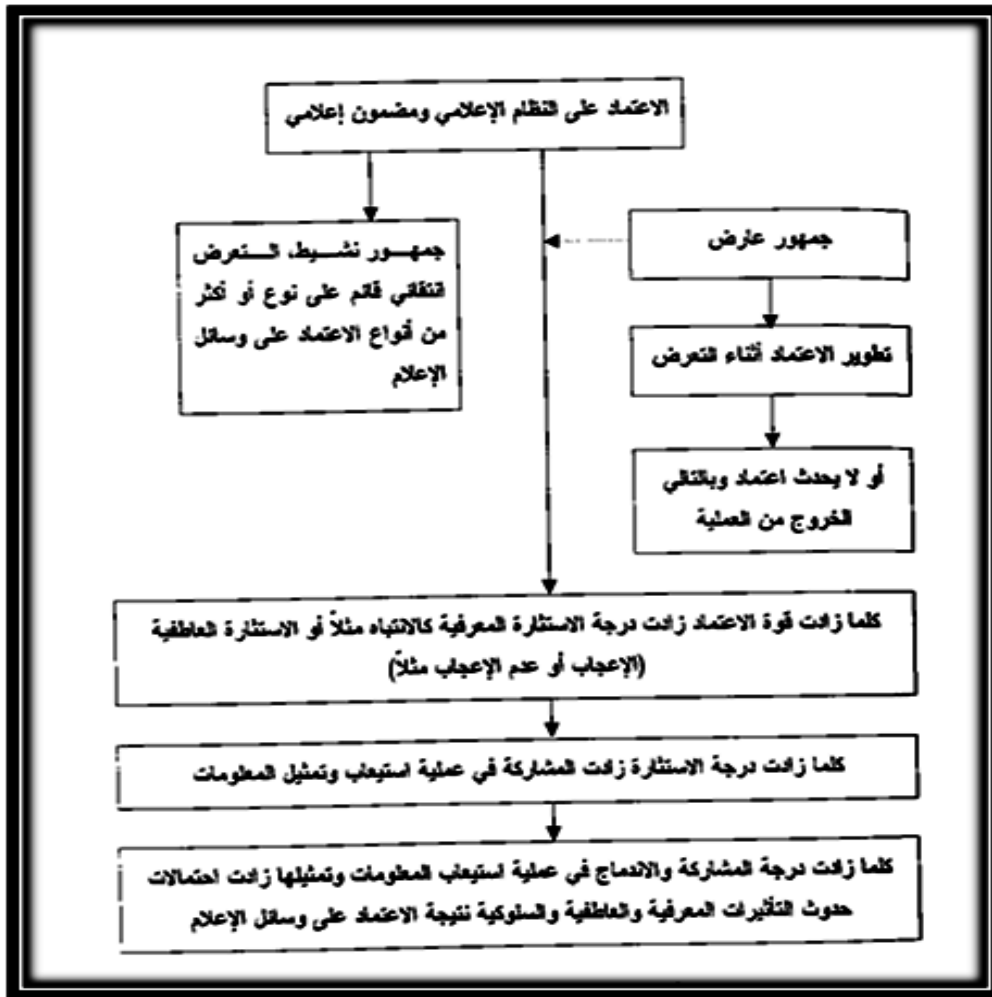 الاعتماد على النظام الإعلامي ومضمون إعلامي
جمهور عارض
جمهـــور نشـــيط، الـــتعرض
انتقائي قائم على نوع أو أكثر
من أنواع الاعتماد على وسائل
الإعلام
تطوير الاعتماد أثناء التعرض
أو لا يحدث اعتماد وبالتالي
الخروج من العملية
كلما زادت قوة الاعتماد زادت درجة الاستثارة المعرفية كالانتباه مثلاً أو الاستثارة العاطفية
(الإعجاب أو عدم الإعجاب مثلاً)
كلما زادت درجة الاستثارة زادت المشاركة في عملية استيعاب وتمثيل المعلومات
كلما زادت درجة المشاركة والاندماج في عملية استيعاب المعلومات وتمثيلها زادت احتمالات
حدوث التأثيرات المعرفية والعاطفية والسلوكية نتيجة الاعتماد على وسائل الإعلام